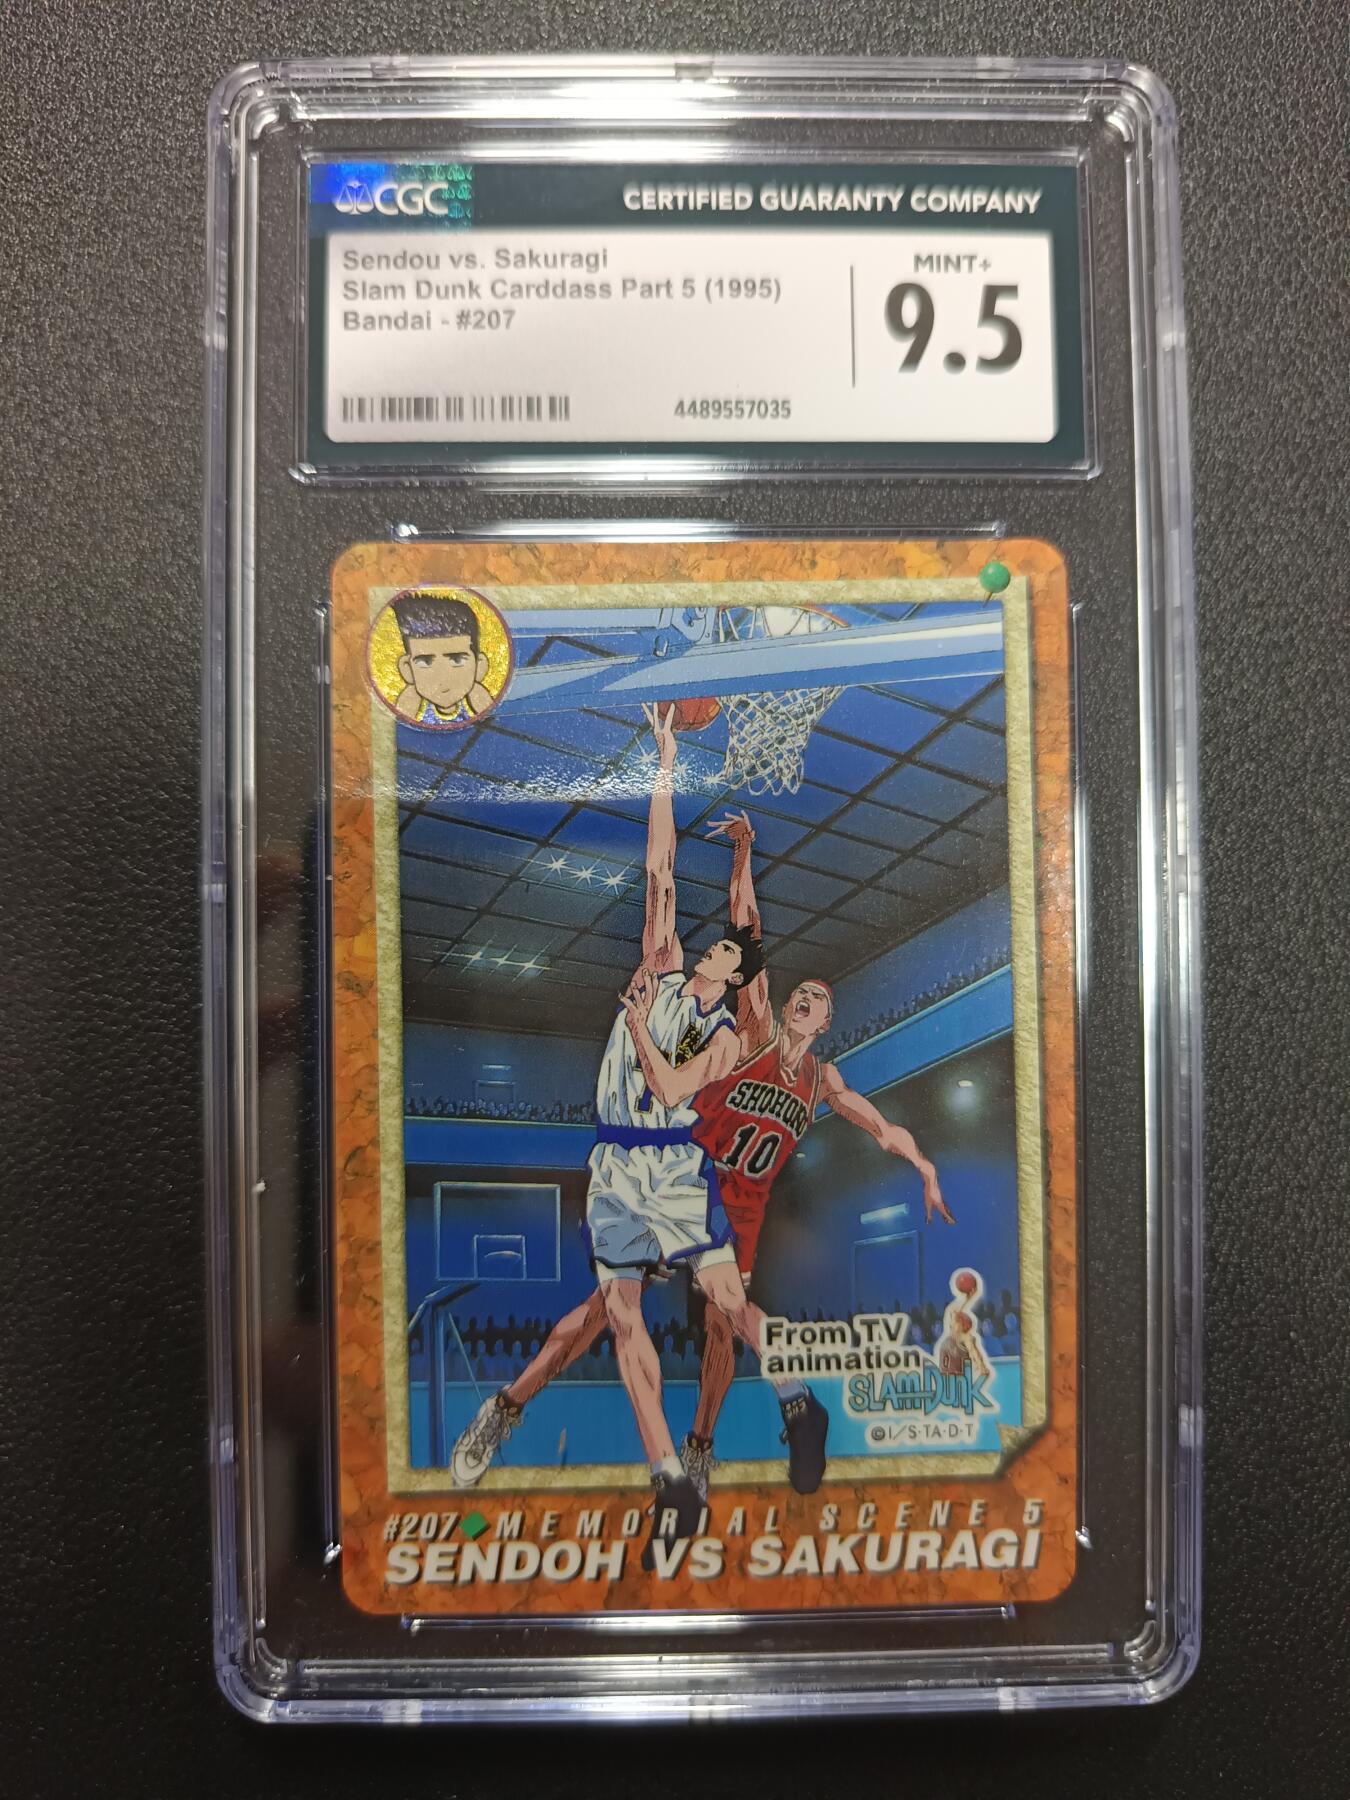 CGC
CERTIFIED GUARANTY COMPANY
Sendou vs. Sakuragi
Slam Dunk Carddass Part 5 (1995)
Bandai - #207
MINT+
9.5
4489557035
7
SHOHOKU
10
From TV
animation
SLAM DUNK
©I/S·TA·D·T
#207◆MEMORIAL SCENE 5
SENDOH VS SAKURAGI